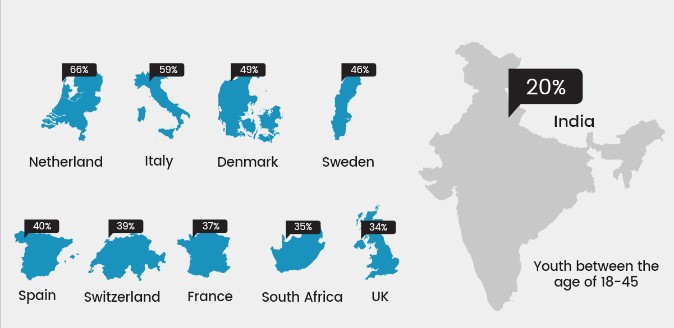 66%
59%
49%
46%
Netherland
Italy
Denmark
Sweden
40%
39%
37%
35%
34%
Spain
Switzerland
France
South Africa
UK
20%
India
Youth between the
age of 18-45